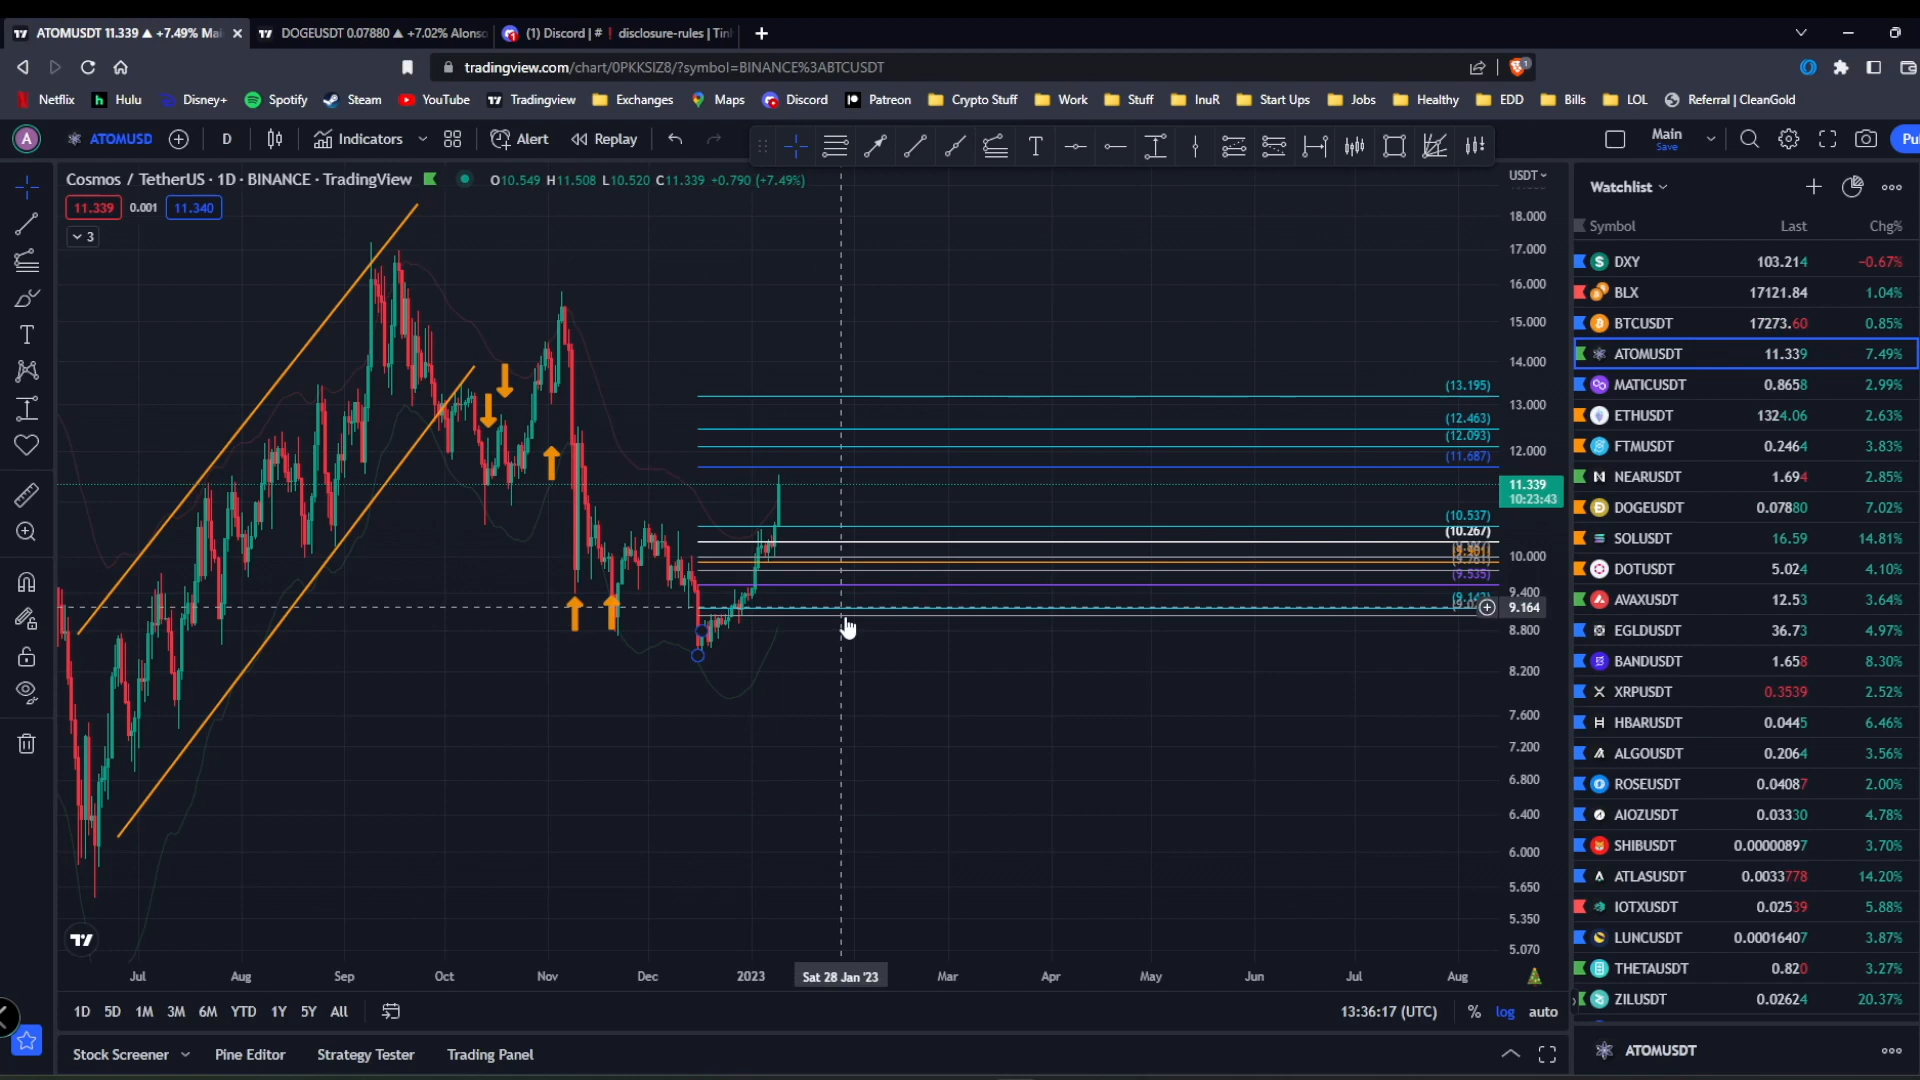 ATOMUSDT 11.339 ▲ +7.49% Mai
DOGEUSDT 0.07880 ▲ +7.02% Alons
(1) Discord | # ❗ disclosure-rules | Tin
tradingview.com/chart/0PKKSIZ8/?symbol=BINANCE%3ABTCUSDT
Netflix Hulu Disney+ Spotify Steam YouTube Tradingview Exchanges Maps Discord Patreon Crypto Stuff Work Stuff InuR Start Ups Jobs Healthy EDD Bills LOL Referral | CleanGold
A ATOMUSD D Indicators Alert Replay T Main Save Pu
Cosmos / TetherUS · 1D · BINANCE · TradingView
O10.549 H11.508 L10.520 C11.339 +0.790 (+7.49%)
11.339 0.001 11.340
3
USDT
18.000
17.000
16.000
15.000
14.000
(13.195)
13.000
(12.463)
(12.093)
12.000
(11.687)
11.339
10:23:43
(10.537)
(10.267)
10.000
(9.535)
9.400
9.164
8.800
8.200
7.600
7.200
6.800
6.400
6.000
5.650
5.350
5.070
Jul Aug Sep Oct Nov Dec 2023 Sat 28 Jan '23 Mar Apr May Jun Jul Aug
1D 5D 1M 3M 6M YTD 1Y 5Y All
13:36:17 (UTC) % log auto
Stock Screener Pine Editor Strategy Tester Trading Panel
Watchlist
Symbol Last Chg%
DXY 103.214 −0.67%
BLX 17121.84 1.04%
BTCUSDT 17273.60 0.85%
ATOMUSDT 11.339 7.49%
MATICUSDT 0.8658 2.99%
ETHUSDT 1324.06 2.63%
FTMUSDT 0.2464 3.83%
NEARUSDT 1.694 2.85%
DOGEUSDT 0.07880 7.02%
SOLUSDT 16.59 14.81%
DOTUSDT 5.024 4.10%
AVAXUSDT 12.53 3.64%
EGLDUSDT 36.73 4.97%
BANDUSDT 1.658 8.30%
XRPUSDT 0.3539 2.52%
HBARUSDT 0.0445 6.46%
ALGOUSDT 0.2064 3.56%
ROSEUSDT 0.04087 2.00%
AIOZUSDT 0.03330 4.78%
SHIBUSDT 0.00000897 3.70%
ATLASUSDT 0.0033778 14.20%
IOTXUSDT 0.02539 5.88%
LUNCUSDT 0.00016407 3.87%
THETAUSDT 0.820 3.27%
ZILUSDT 0.02624 20.37%
ATOMUSDT